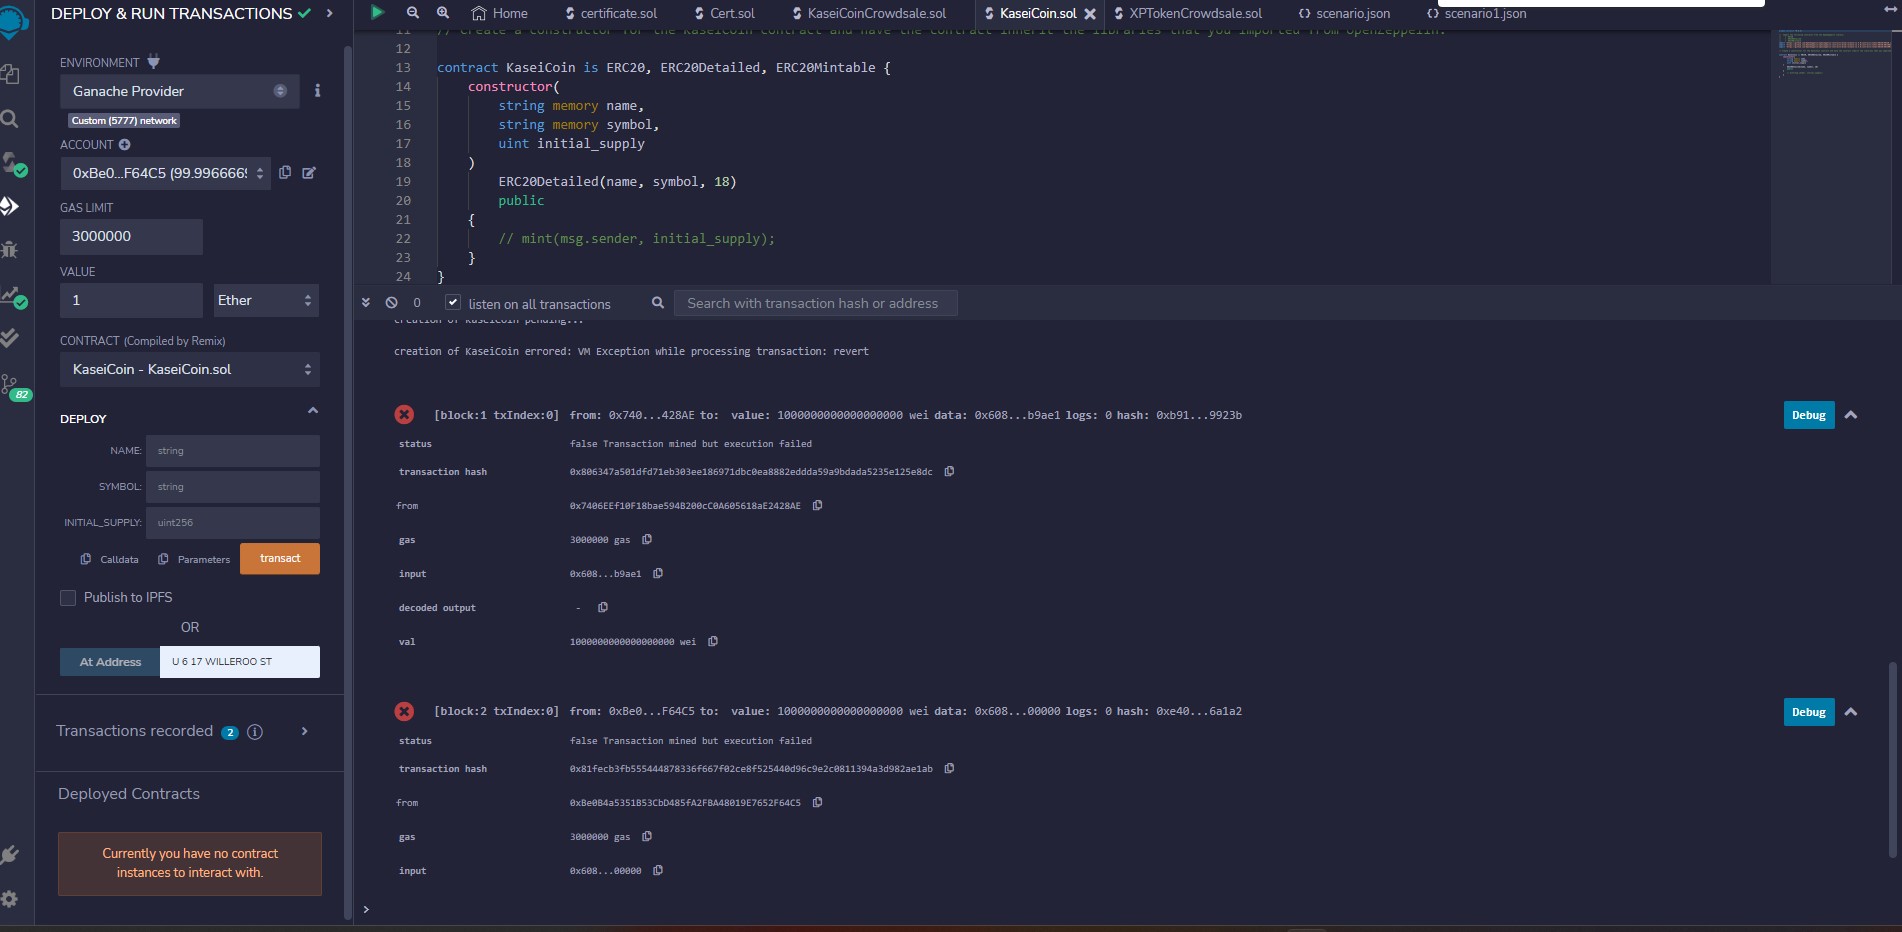 DEPLOY & RUN TRANSACTIONS
ENVIRONMENT
Ganache Provider
Custom (5777) network
ACCOUNT
0xBe0...F64C5 (99.996666
GAS LIMIT
3000000
VALUE
1
Ether
CONTRACT (Compiled by Remix)
KaseiCoin - KaseiCoin.sol
82
DEPLOY
NAME:
string
SYMBOL:
string
INITIAL_SUPPLY:
uint256
Calldata
Parameters
transact
Publish to IPFS
OR
At Address
U 6 17 WILLEROO ST
Transactions recorded 2
Deployed Contracts
Currently you have no contract
instances to interact with.
Home
certificate.sol
Cert.sol
KaseiCoinCrowdsale.sol
KaseiCoin.sol
XPTokenCrowdsale.sol
scenario.json
scenario1.json
11 // Create a constructor for the KaseiCoin contract and have the contract inherit the libraries that you imported from OpenZeppelin.
12
13 contract KaseiCoin is ERC20, ERC20Detailed, ERC20Mintable {
14 constructor(
15 string memory name,
16 string memory symbol,
17 uint initial_supply
18 )
19 ERC20Detailed(name, symbol, 18)
20 public
21 {
22 // mint(msg.sender, initial_supply);
23 }
24 }
0
listen on all transactions
Search with transaction hash or address
creation of KaseiCoin pending...
creation of KaseiCoin errored: VM Exception while processing transaction: revert
[block:1 txIndex:0] from: 0x740...428AE to: value: 1000000000000000000 wei data: 0x608...b9ae1 logs: 0 hash: 0xb91...9923b
Debug
status false Transaction mined but execution failed
transaction hash 0x806347a501dfd71eb303ee186971dbc0ea8882eddda59a9bdada5235e125e8dc
from 0x7406EEf10F18bae594B200cC0A605618aE2428AE
gas 3000000 gas
input 0x608...b9ae1
decoded output -
val 1000000000000000000 wei
[block:2 txIndex:0] from: 0xBe0...F64C5 to: value: 1000000000000000000 wei data: 0x608...00000 logs: 0 hash: 0xe40...6a1a2
Debug
status false Transaction mined but execution failed
transaction hash 0x81fecb3fb555444878336f667f02ce8f525440d96c9e2c0811394a3d982ae1ab
from 0xBe0B4a5351B53CbD485fA2FBA48019E7652F64C5
gas 3000000 gas
input 0x608...00000
>